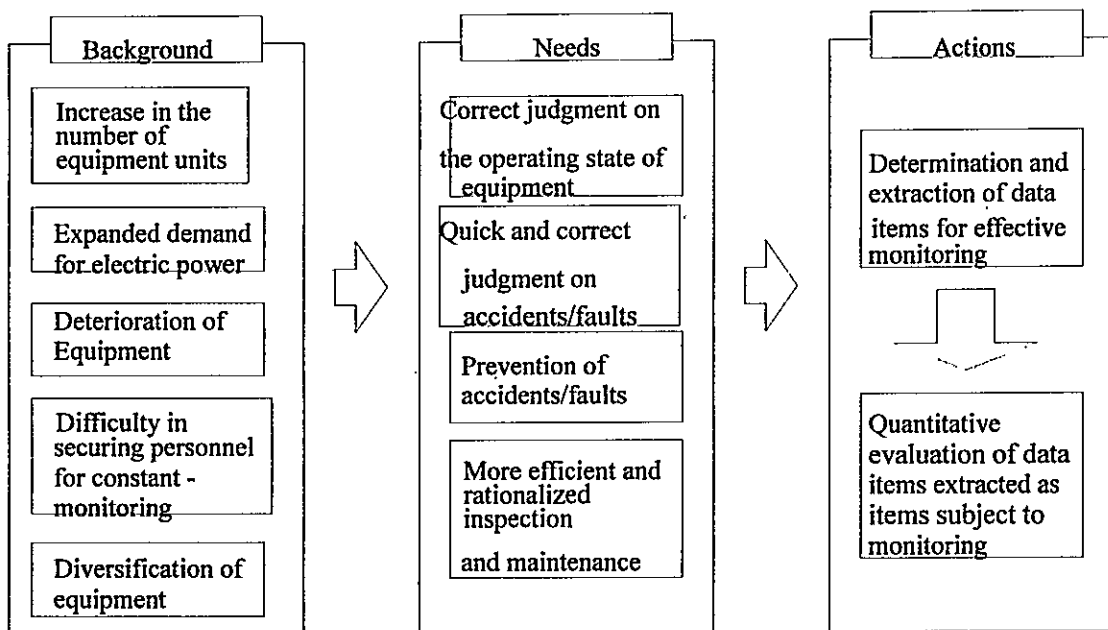 Background
Increase in the
number of
equipment units
Expanded demand
for electric power
Deterioration of
Equipment
Difficulty in
securing personnel
for constant -
monitoring
Diversification of
equipment
Needs
Correct judgment on
the operating state of
equipment
Quick and correct
judgment on
accidents/faults
Prevention of
accidents/faults
More efficient and
rationalized
inspection
and maintenance
Actions
Determination and
extraction of data
items for effective
monitoring
Quantitative
evaluation of data
items extracted as
items subject to
monitoring